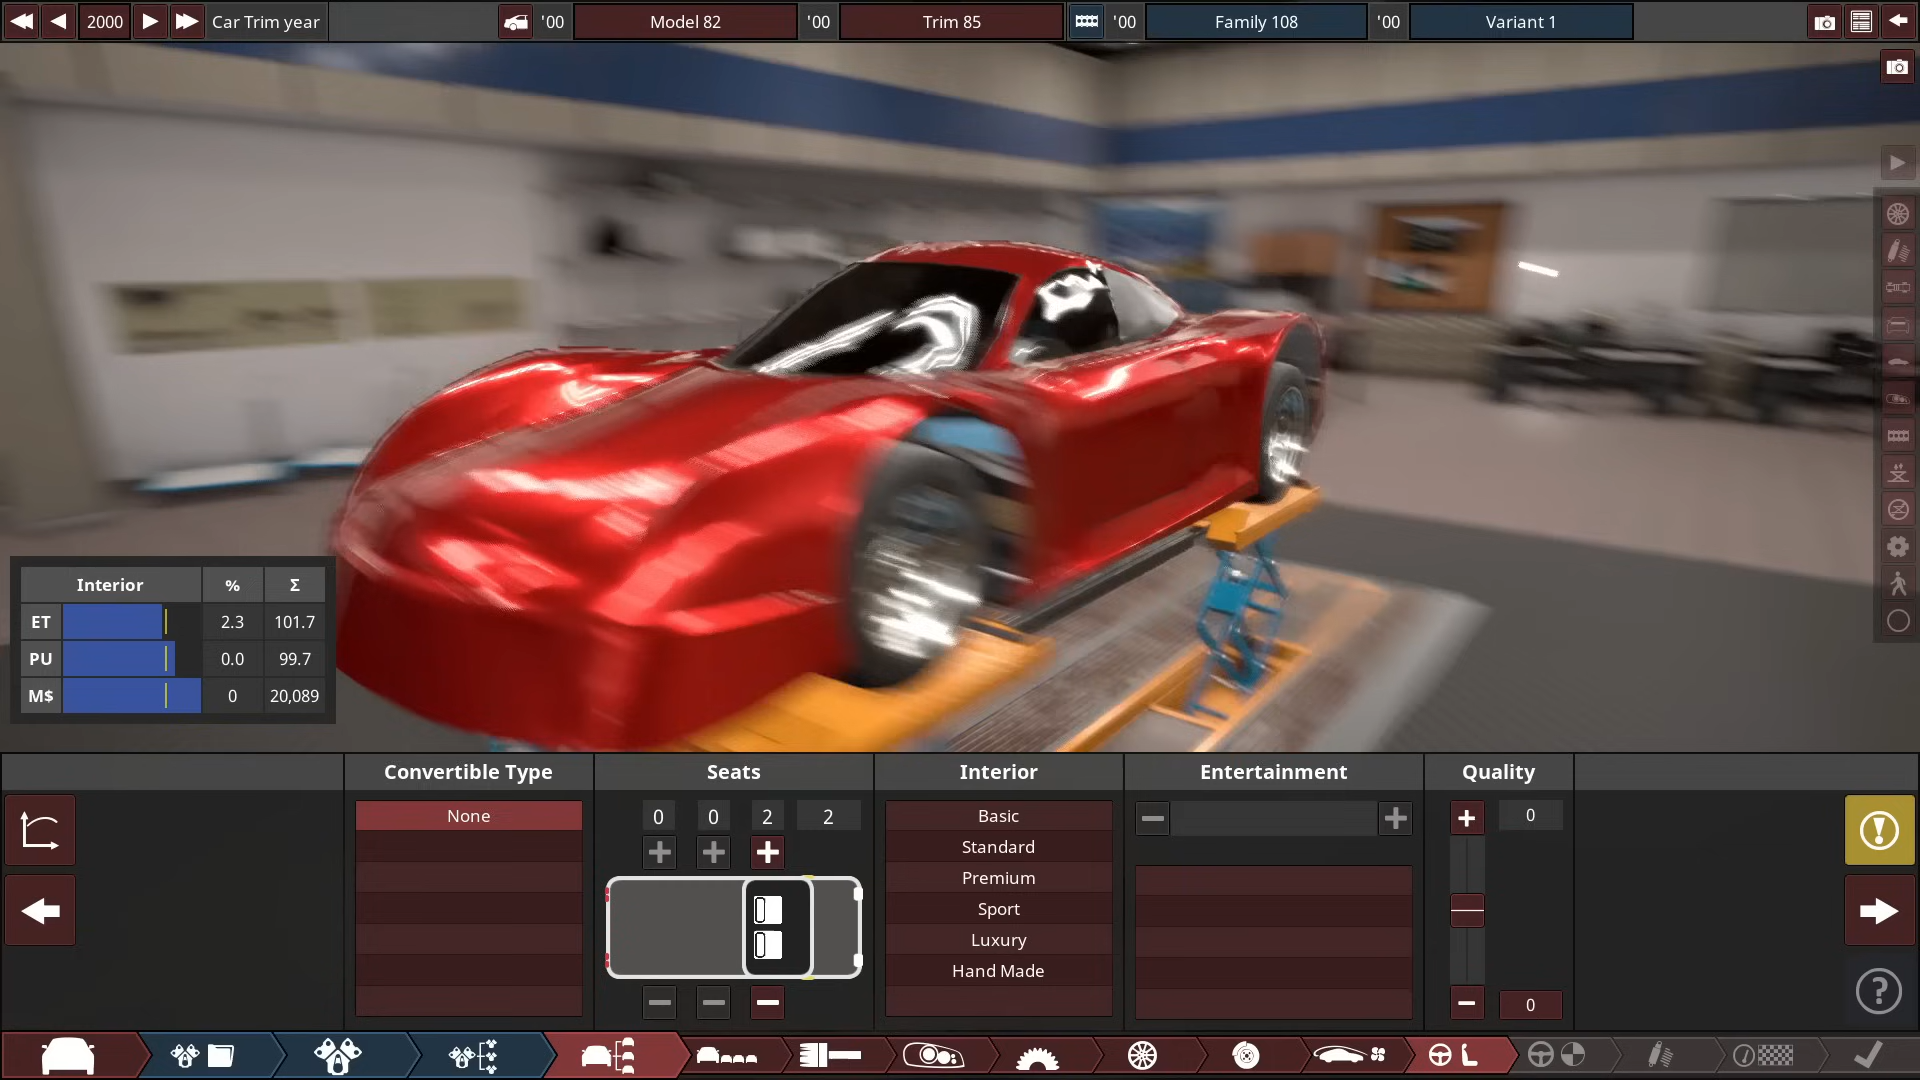 2000 Car Trim year '00 Model 82 '00 Trim 85 '00 Family 108 '00 Variant 1
Interior % Σ
ET 2.3 101.7
PU 0.0 99.7
M$ 0 20,089
Convertible Type
None
Seats
0 0 2 2
Interior
Basic
Standard
Premium
Sport
Luxury
Hand Made
Entertainment
Quality
0
0